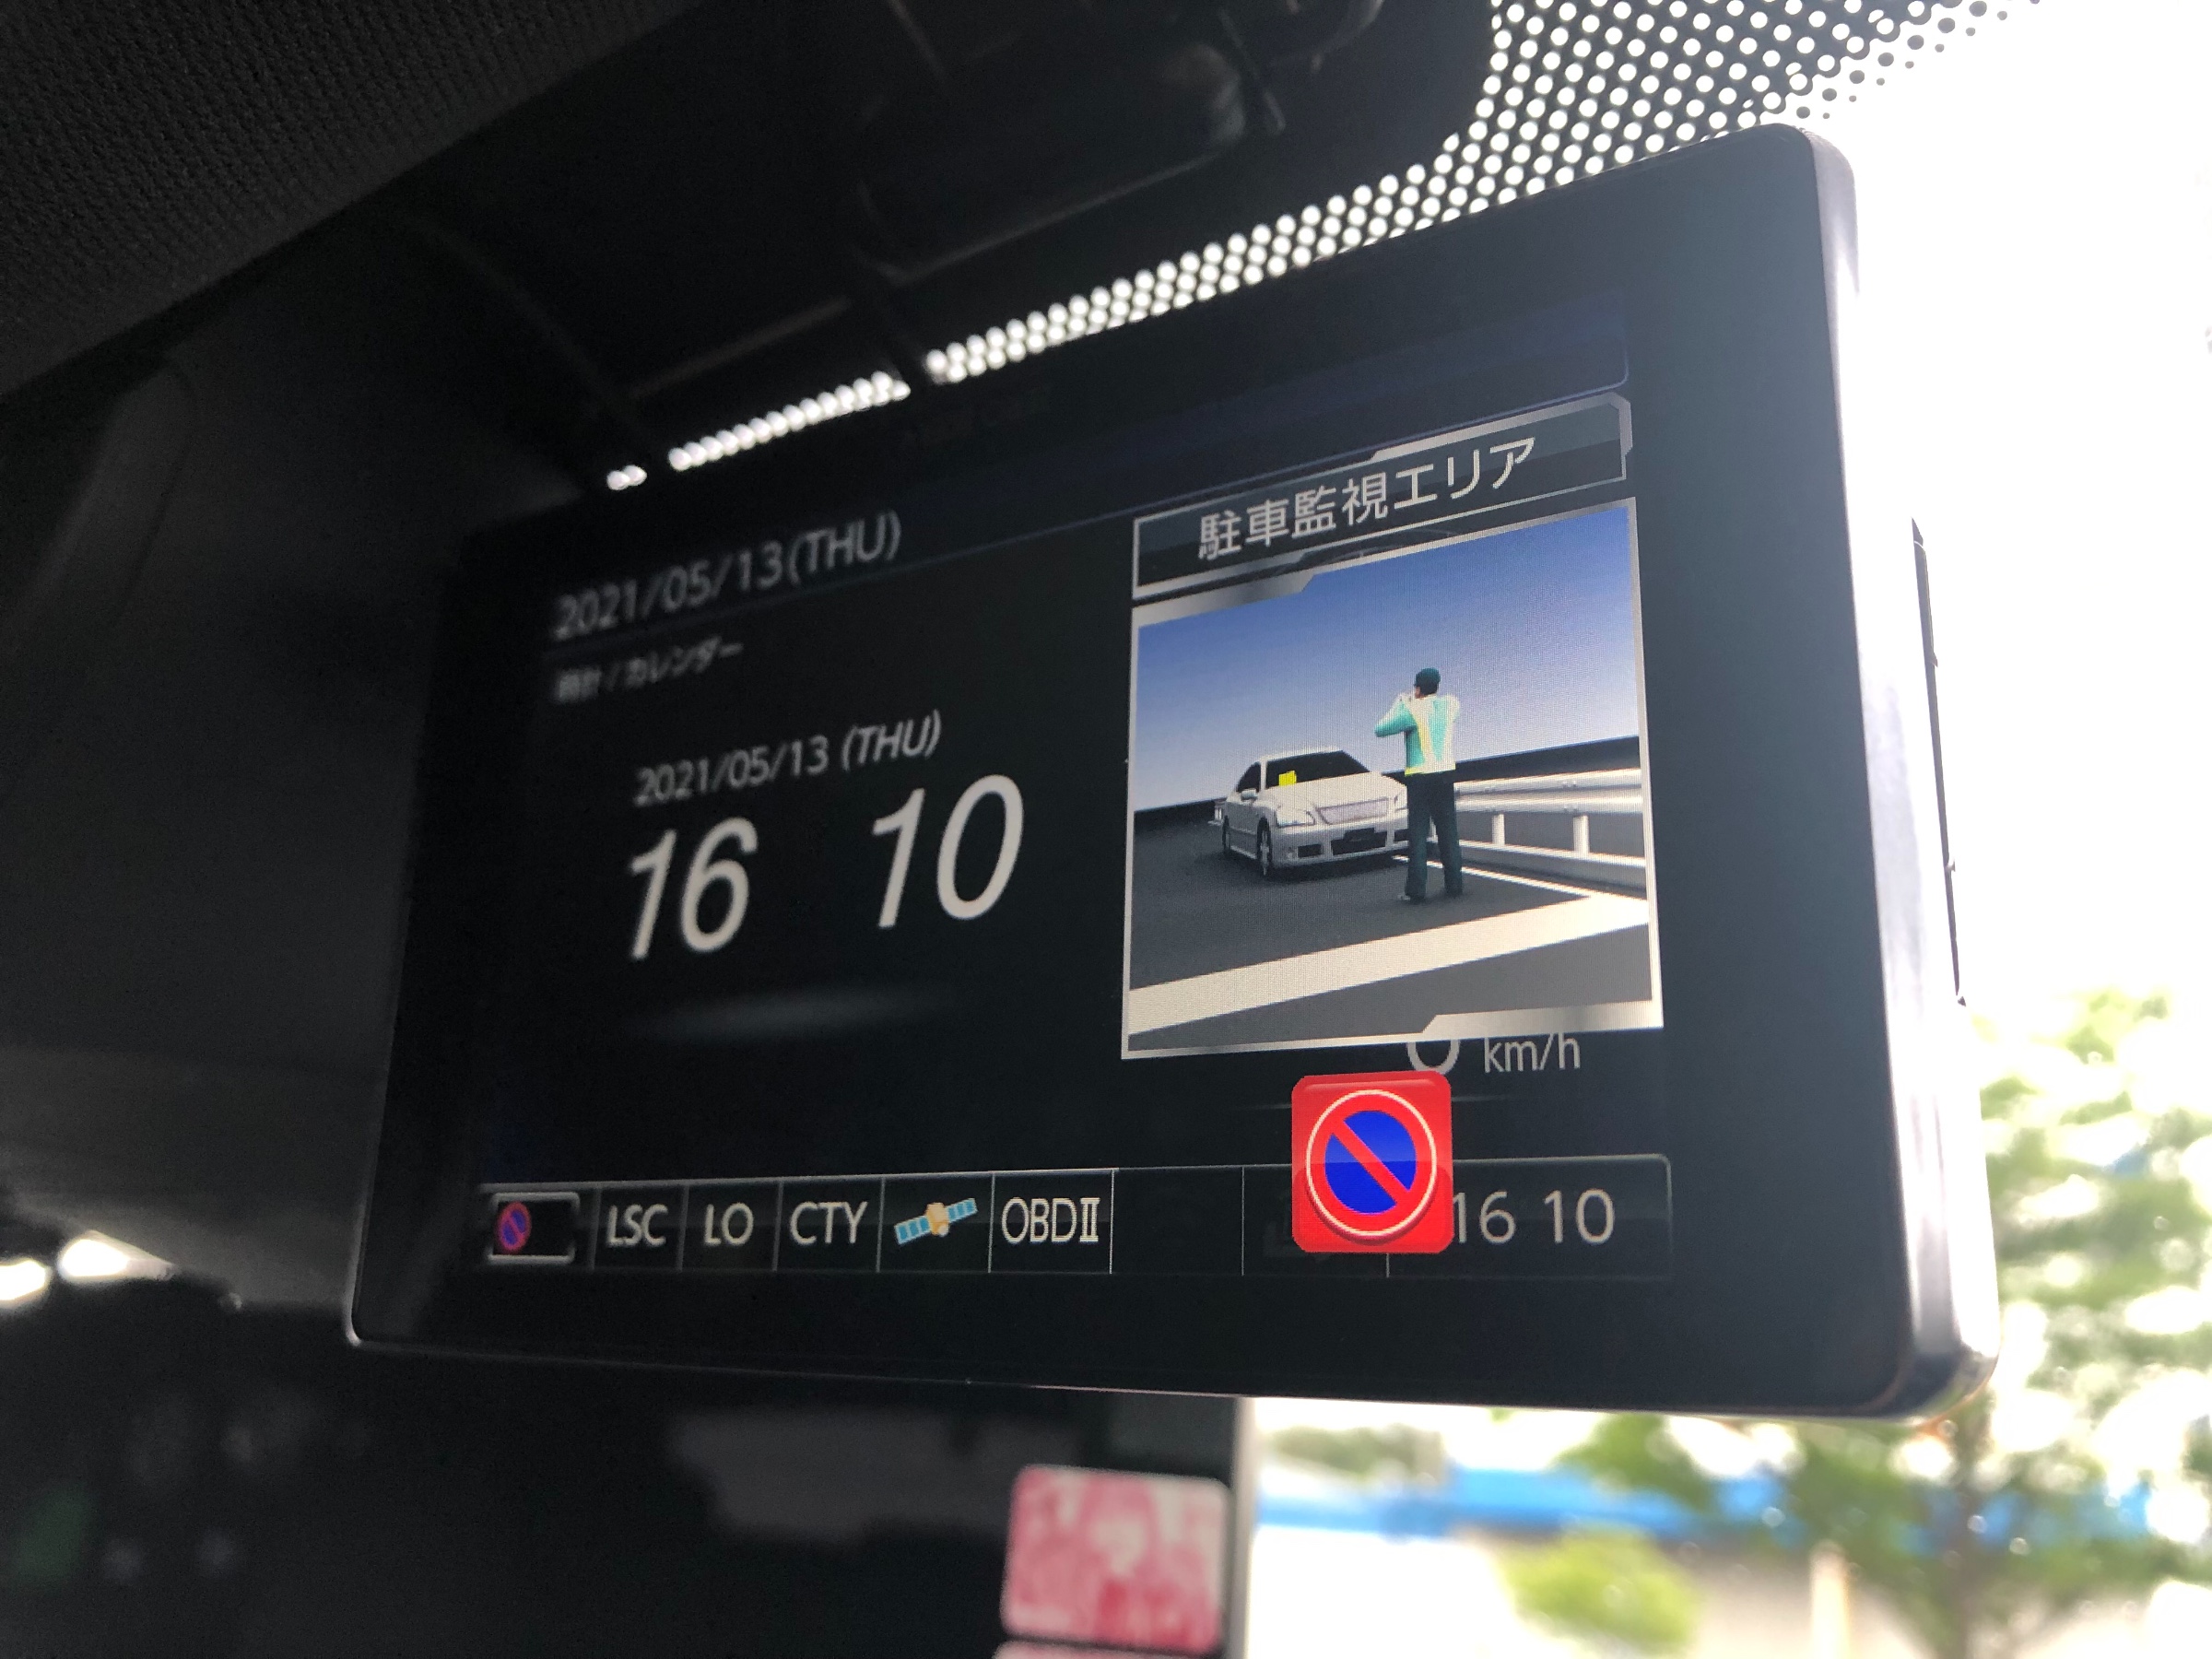 2021/05/13(THU)
時計/カレンダー
2021/05/13 (THU)
16 10
駐車監視エリア
0 km/h
LSC LO CTY OBDⅡ 16 10